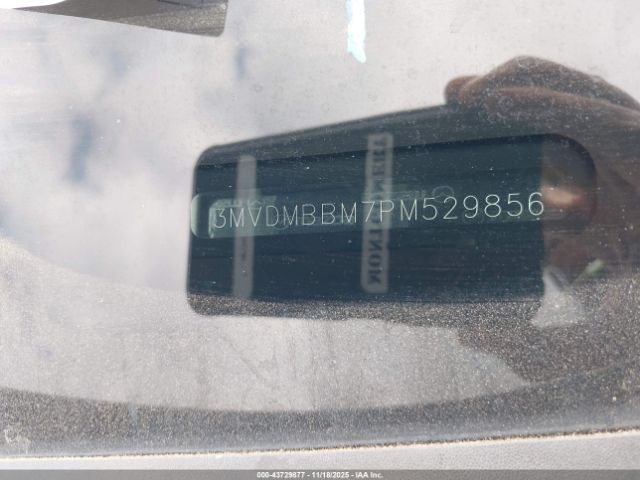 3MVDMBBM7PM529856
000-43729877 - 11/18/2025 - IAA Inc.